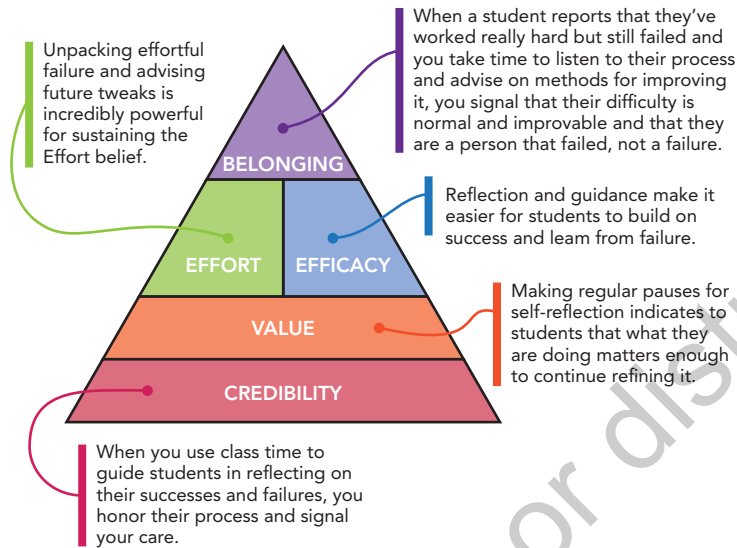 Unpacking effortful
failure and advising
future tweaks is
incredibly powerful
for sustaining the
Effort belief.
When a student reports that they've
worked really hard but still failed and
you take time to listen to their process
and advise on methods for improving
it, you signal that their difficulty is
normal and improvable and that they
are a person that failed, not a failure.
BELONGING
Reflection and guidance make it
easier for students to build on
success and leam from failure.
EFFORT
EFFICACY
Making regular pauses for
self-reflection indicates to
students that what they
are doing matters enough
to continue refining it.
VALUE
CREDIBILITY
When you use class time to
guide students in reflecting on
their successes and failures, you
honor their process and signal
your care.
or distr